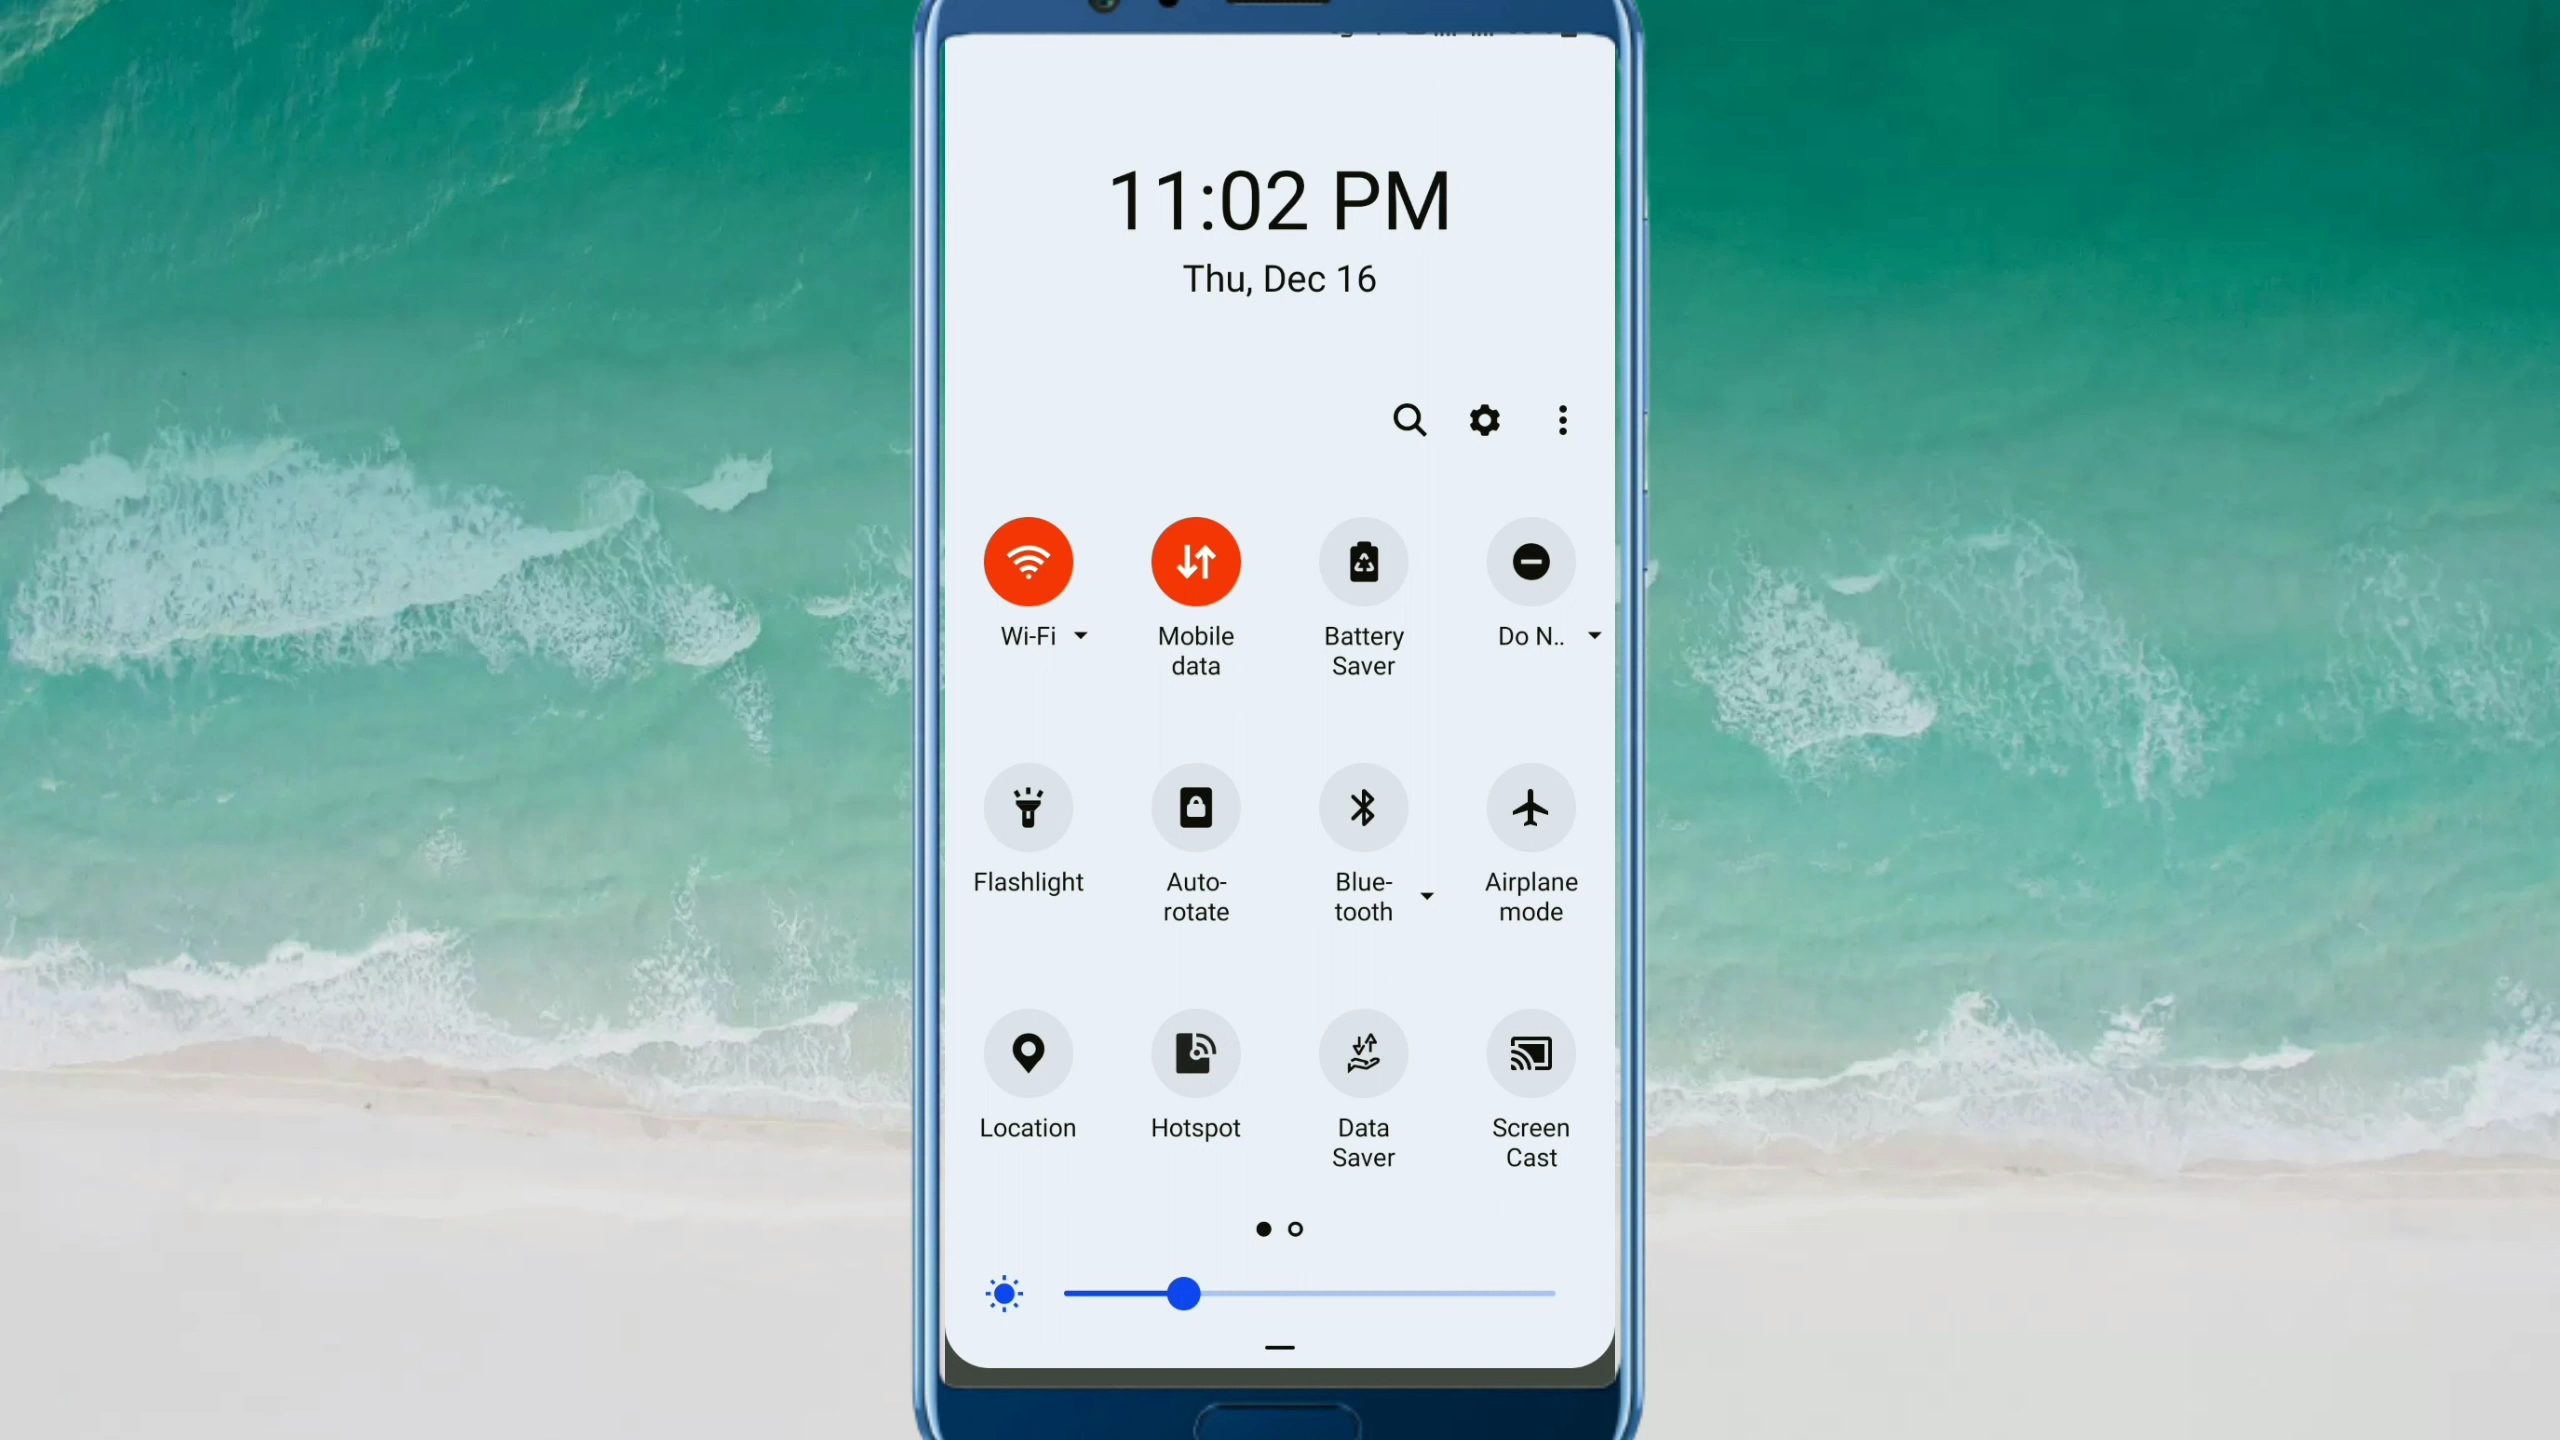 11:02 PM
Thu, Dec 16
Wi-Fi
Mobile
data
Battery
Saver
Do N..
Flashlight
Auto-
rotate
Blue-
tooth
Airplane
mode
Location
Hotspot
Data
Saver
Screen
Cast